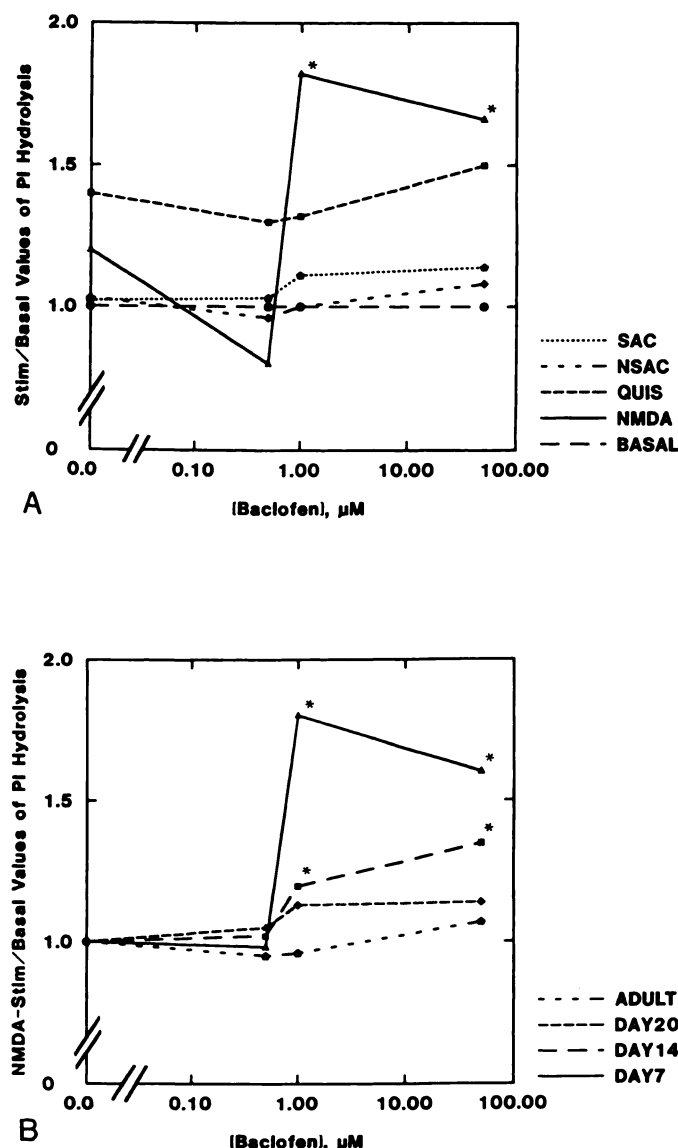 2.0
*
*
1.5
1.0
0
Stim/Basal Values of PI Hydrolysis
SAC
NSAC
QUIS
NMDA
BASAL
0.0 0.10 1.00 10.00 100.00
[Baclofen], μM
A
2.0
*
*
*
*
1.5
1.0
0
NMDA-Stim/Basal Values of PI Hydrolysis
ADULT
DAY20
DAY14
DAY7
0.0 0.10 1.00 10.00 100.00
[Baclofen], μM
B